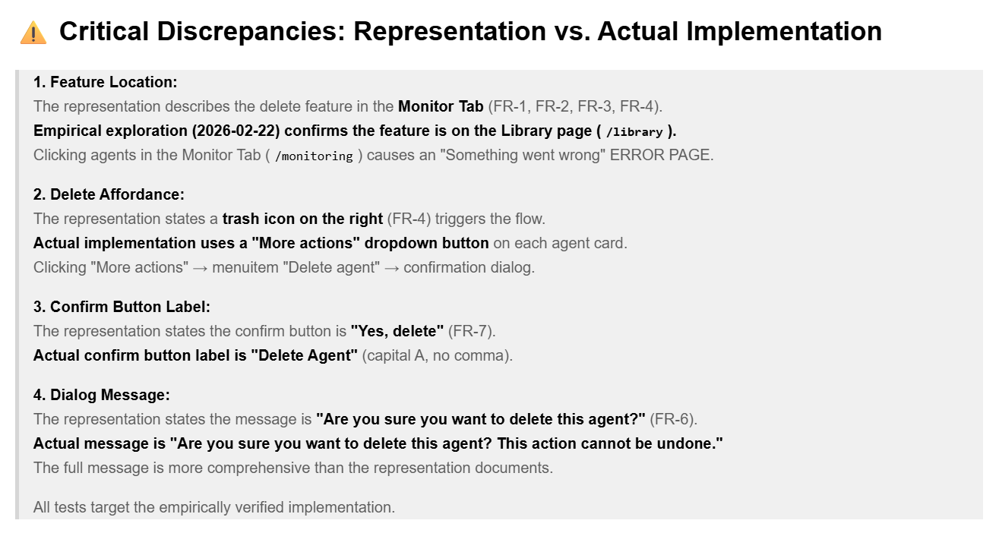 ⚠️ Critical Discrepancies: Representation vs. Actual Implementation
1. Feature Location:
The representation describes the delete feature in the Monitor Tab (FR-1, FR-2, FR-3, FR-4).
Empirical exploration (2026-02-22) confirms the feature is on the Library page ( /library ).
Clicking agents in the Monitor Tab ( /monitoring ) causes an "Something went wrong" ERROR PAGE.
2. Delete Affordance:
The representation states a trash icon on the right (FR-4) triggers the flow.
Actual implementation uses a "More actions" dropdown button on each agent card.
Clicking "More actions" → menuitem "Delete agent" → confirmation dialog.
3. Confirm Button Label:
The representation states the confirm button is "Yes, delete" (FR-7).
Actual confirm button label is "Delete Agent" (capital A, no comma).
4. Dialog Message:
The representation states the message is "Are you sure you want to delete this agent?" (FR-6).
Actual message is "Are you sure you want to delete this agent? This action cannot be undone."
The full message is more comprehensive than the representation documents.
All tests target the empirically verified implementation.